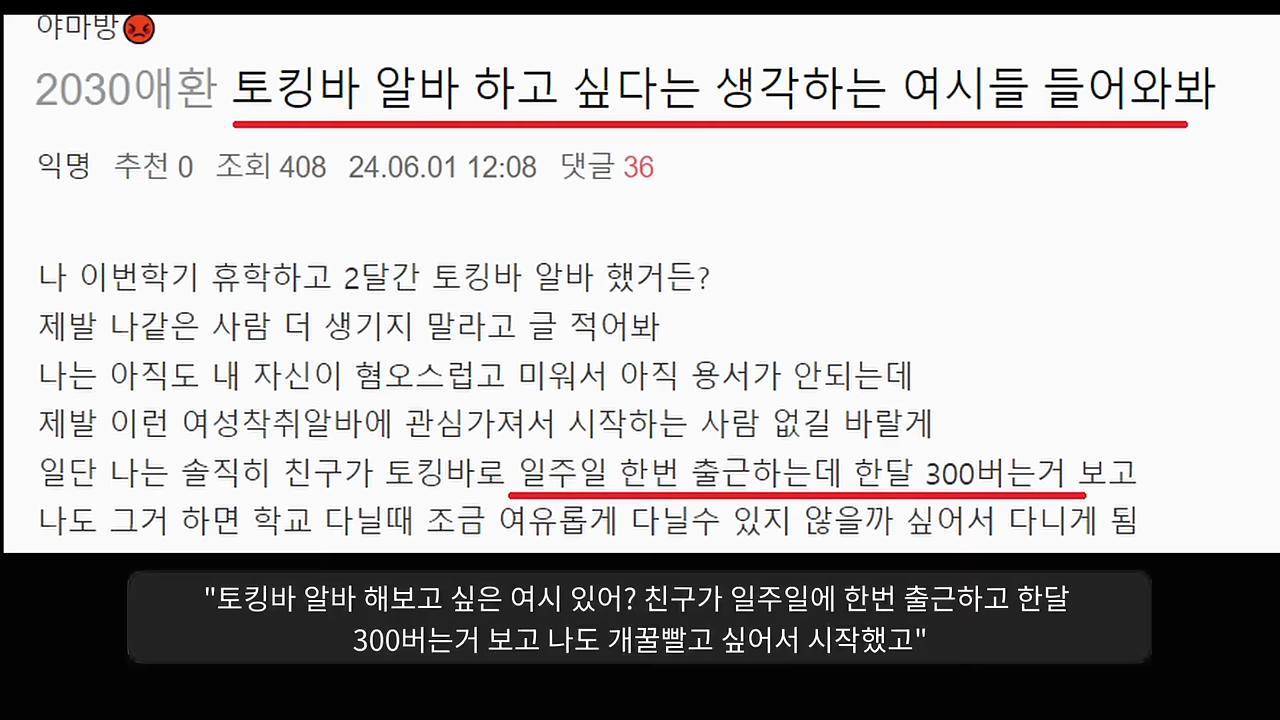 야마방😡
2030애환 토킹바 알바 하고 싶다는 생각하는 여시들 들어와봐
익명 추천 0 조회 408 24.06.01 12:08 댓글 36
나 이번학기 휴학하고 2달간 토킹바 알바 했거든?
제발 나같은 사람 더 생기지 말라고 글 적어봐
나는 아직도 내 자신이 혐오스럽고 미워서 아직 용서가 안되는데
제발 이런 여성착취알바에 관심가져서 시작하는 사람 없길 바랄게
일단 나는 솔직히 친구가 토킹바로 일주일 한번 출근하는데 한달 300버는거 보고
나도 그거 하면 학교 다닐때 조금 여유롭게 다닐수 있지 않을까 싶어서 다니게 됨
"토킹바 알바 해보고 싶은 여시 있어? 친구가 일주일에 한번 출근하고 한달
300버는거 보고 나도 개꿀빨고 싶어서 시작했고"